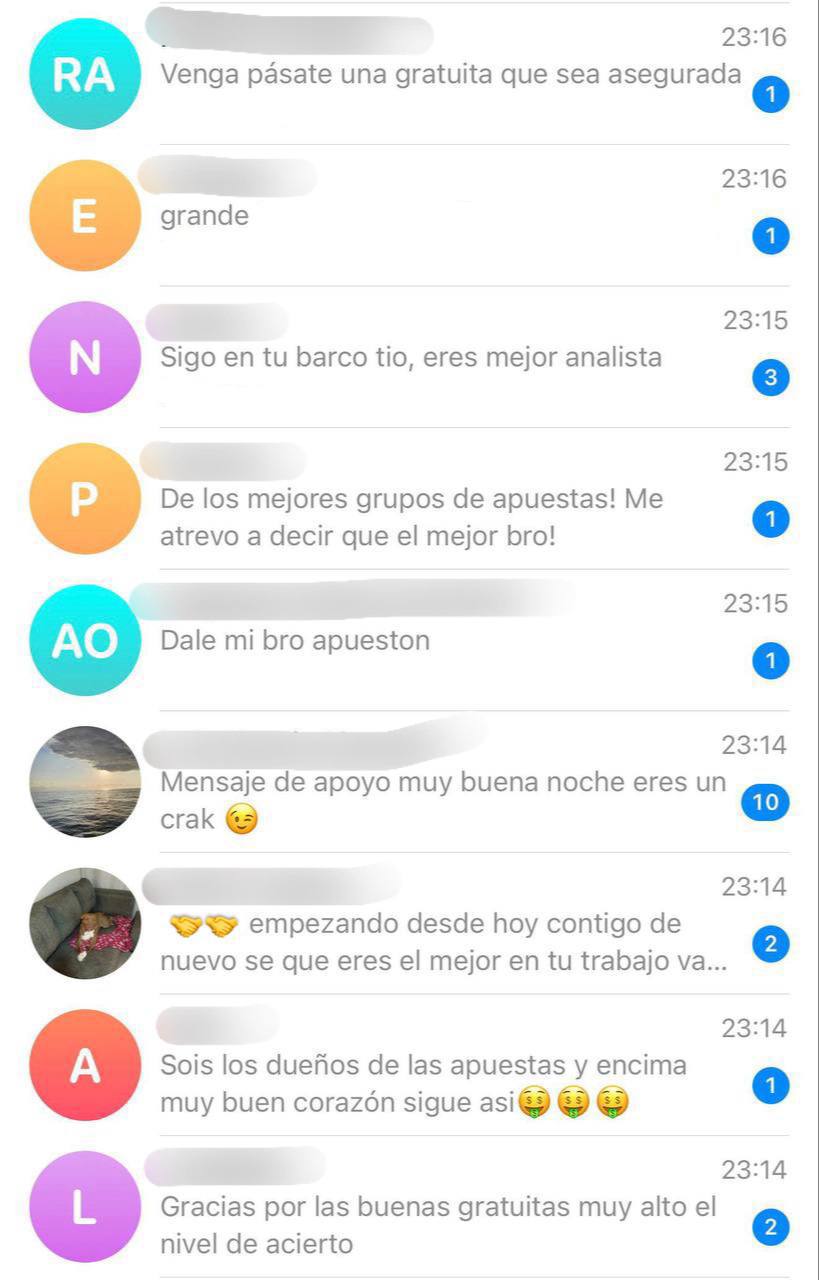 RA
23:16
Venga pásate una gratuita que sea asegurada
1
E
23:16
grande
1
N
23:15
Sigo en tu barco tio, eres mejor analista
3
P
23:15
De los mejores grupos de apuestas! Me
atrevo a decir que el mejor bro!
1
AO
23:15
Dale mi bro apueston
1
23:14
Mensaje de apoyo muy buena noche eres un
crak 😉
10
23:14
🤝🤝 empezando desde hoy contigo de
nuevo se que eres el mejor en tu trabajo va...
2
A
23:14
Sois los dueños de las apuestas y encima
muy buen corazón sigue asi🤑🤑🤑
1
L
23:14
Gracias por las buenas gratuitas muy alto el
nivel de acierto
2